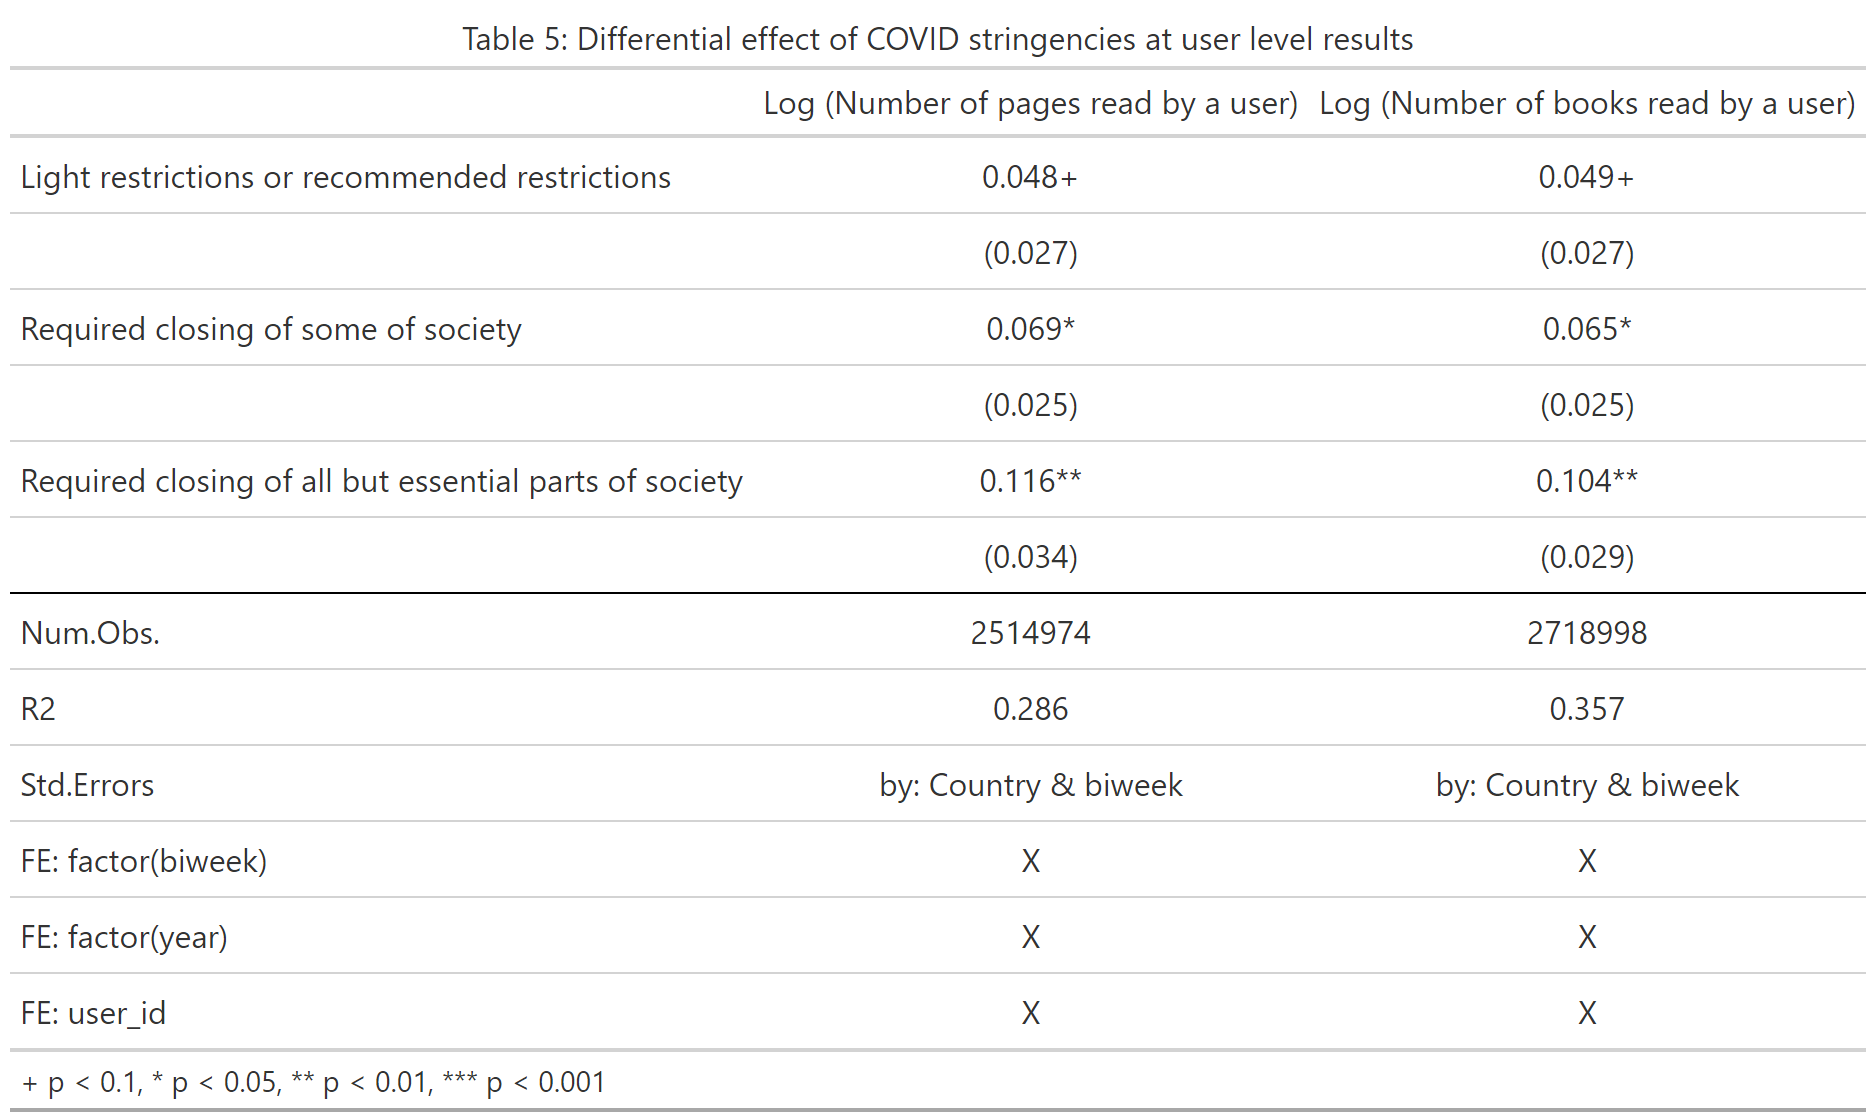 Table 5: Differential effect of COVID stringencies at user level results
Log (Number of pages read by a user) Log (Number of books read by a user)
Light restrictions or recommended restrictions 0.048+ 0.049+
(0.027) (0.027)
Required closing of some of society 0.069* 0.065*
(0.025) (0.025)
Required closing of all but essential parts of society 0.116** 0.104**
(0.034) (0.029)
Num.Obs. 2514974 2718998
R2 0.286 0.357
Std.Errors by: Country & biweek by: Country & biweek
FE: factor(biweek) X X
FE: factor(year) X X
FE: user_id X X
+ p < 0.1, * p < 0.05, ** p < 0.01, *** p < 0.001